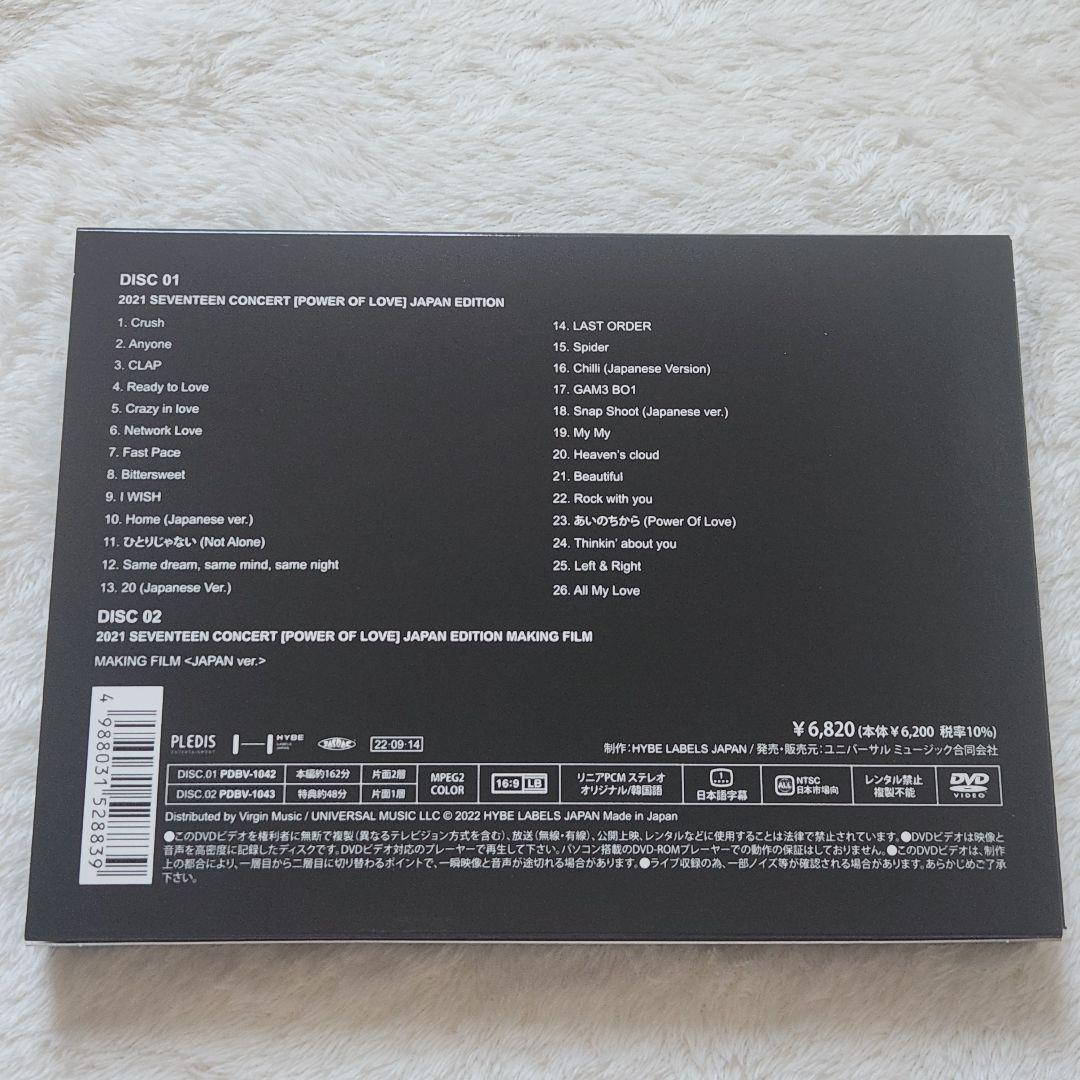 DISC 01
2021 SEVENTEEN CONCERT [POWER OF LOVE] JAPAN EDITION
1. Crush
2. Anyone
3. CLAP
4. Ready to Love
5. Crazy in love
6. Network Love
7. Fast Pace
8. Bittersweet
9. I WISH
10. Home (Japanese ver.)
11. ひとりじゃない (Not Alone)
12. Same dream, same mind, same night
13. 20 (Japanese Ver.)
14. LAST ORDER
15. Spider
16. Chilli (Japanese Version)
17. GAM3 BO1
18. Snap Shoot (Japanese ver.)
19. My My
20. Heaven's cloud
21. Beautiful
22. Rock with you
23. あいのちから (Power Of Love)
24. Thinkin' about you
25. Left & Right
26. All My Love
DISC 02
2021 SEVENTEEN CONCERT [POWER OF LOVE] JAPAN EDITION MAKING FILM
MAKING FILM <JAPAN ver.>
4 988031 528839
PLEDIS
ENTERTAINMENT
HYBE
LABELS
JAPAN
22·09·14
¥6,820(本体¥6,200 税率10%)
制作:HYBE LABELS JAPAN / 発売・販売元:ユニバーサル ミュージック合同会社
DISC.01 PDBV-1042 本編約162分 片面2層
DISC.02 PDBV-1043 特典約48分 片面1層
MPEG2
COLOR
16:9 LB
リニアPCM ステレオ
オリジナル/韓国語
1
日本語字幕
ALL
NTSC
日本市場向
レンタル禁止
複製不能
DVD
VIDEO
Distributed by Virgin Music / UNIVERSAL MUSIC LLC © 2022 HYBE LABELS JAPAN Made in Japan
●このDVDビデオを権利者に無断で複製(異なるテレビジョン方式を含む)、放送(無線・有線)、公開上映、レンタルなどに使用することは法律で禁止されています。●DVDビデオは映像と
音声を高密度に記録したディスクです。DVDビデオ対応のプレーヤーで再生して下さい。パソコン搭載のDVD-ROMプレーヤーでの動作の保証はしておりません。●このDVDビデオは、制作
上の都合により、一層目から二層目に切り替わるポイントで、一瞬映像と音声が途切れる場合があります。●ライブ収録の為、一部ノイズ等が確認される場合があります。あらかじめご了承
下さい。